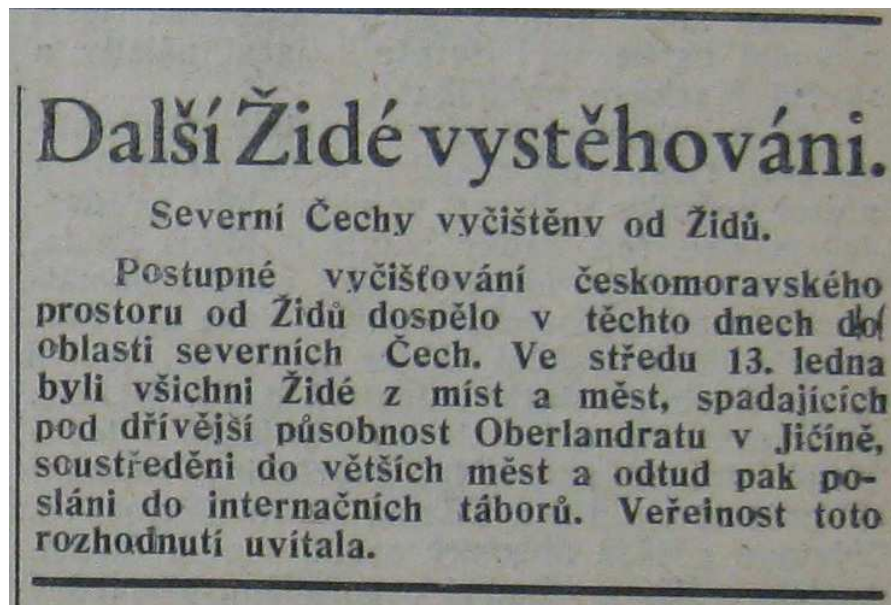 Další Židé vystěhováni.
Severní Čechy vyčištěny od Židů.
Postupné vyčišťování českomoravského
prostoru od Židů dospělo v těchto dnech do
oblasti severních Čech. Ve středu 13. ledna
byli všichni Židé z míst a měst, spadajících
pod dřívější působnost Oberlandratu v Jičíně,
soustředěni do větších měst a odtud pak po-
sláni do internačních táborů. Veřejnost toto
rozhodnutí uvítala.